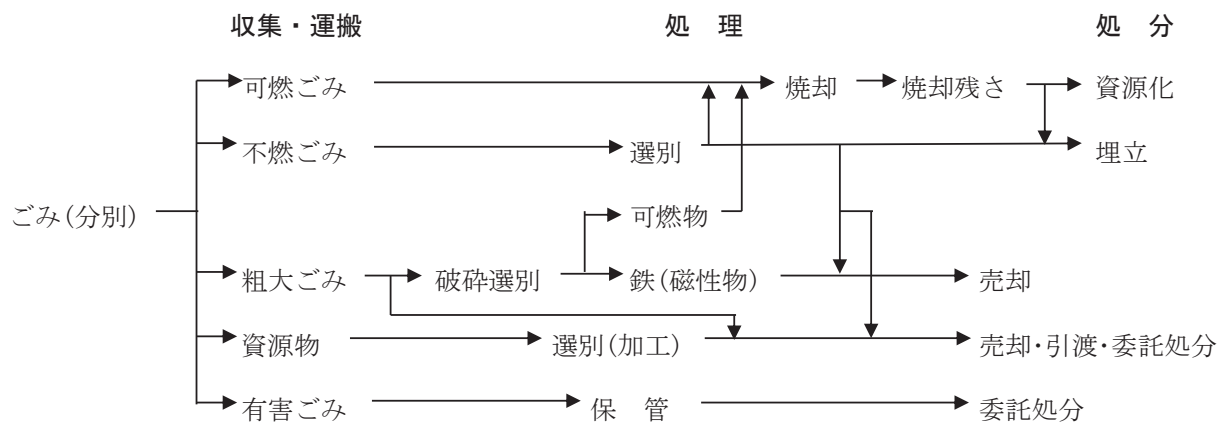 収集・運搬 処 理 処 分
可燃ごみ 焼却 焼却残さ 資源化
不燃ごみ 選別 埋立
ごみ(分別) 可燃物
粗大ごみ 破砕選別 鉄(磁性物) 売却
資源物 選別(加工) 売却・引渡・委託処分
有害ごみ 保 管 委託処分